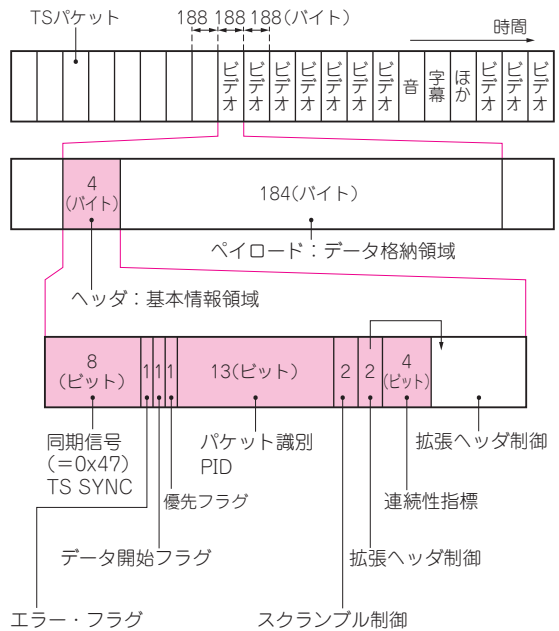 TSパケット
188 188 188(バイト)
時間
ビデオ
ビデオ
ビデオ
ビデオ
ビデオ
ビデオ
ビデオ
音
字幕
ほか
ビデオ
ビデオ
ビデオ
4
(バイト)
184(バイト)
ペイロード：データ格納領域
ヘッダ：基本情報領域
8
(ビット)
1
1
1
13(ビット)
2
2
4
(ビット)
同期信号
(=0x47)
TS SYNC
パケット識別
PID
拡張ヘッダ制御
優先フラグ
連続性指標
データ開始フラグ
拡張ヘッダ制御
エラー・フラグ
スクランブル制御